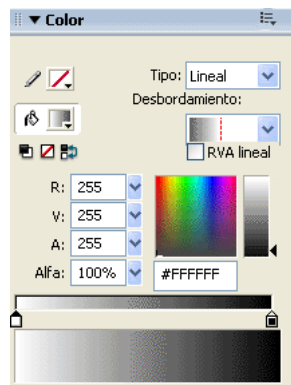 Color
Tipo: Lineal
Desbordamiento:
RVA lineal
R: 255
V: 255
A: 255
Alfa: 100% #FFFFFF